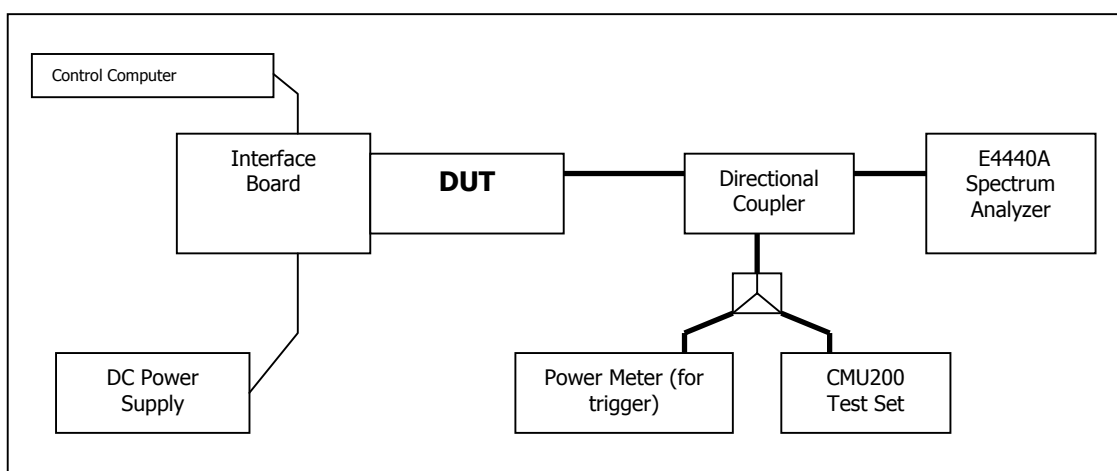 Control Computer
Interface
Board
DUT
Directional
Coupler
E4440A
Spectrum
Analyzer
DC Power
Supply
Power Meter (for
trigger)
CMU200
Test Set